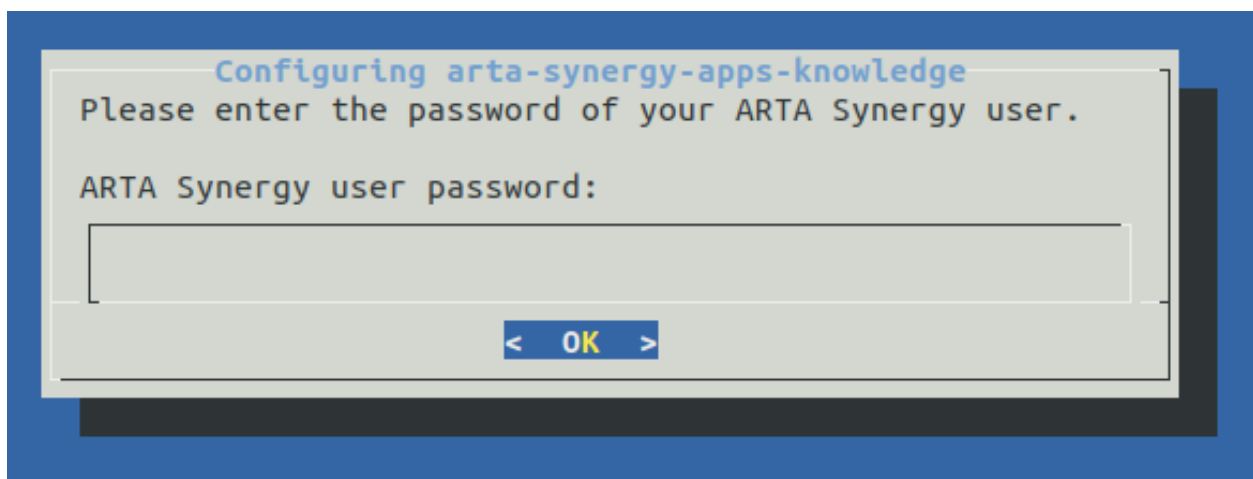 Configuring arta-synergy-apps-knowledge
Please enter the password of your ARTA Synergy user.
ARTA Synergy user password:
< OK >